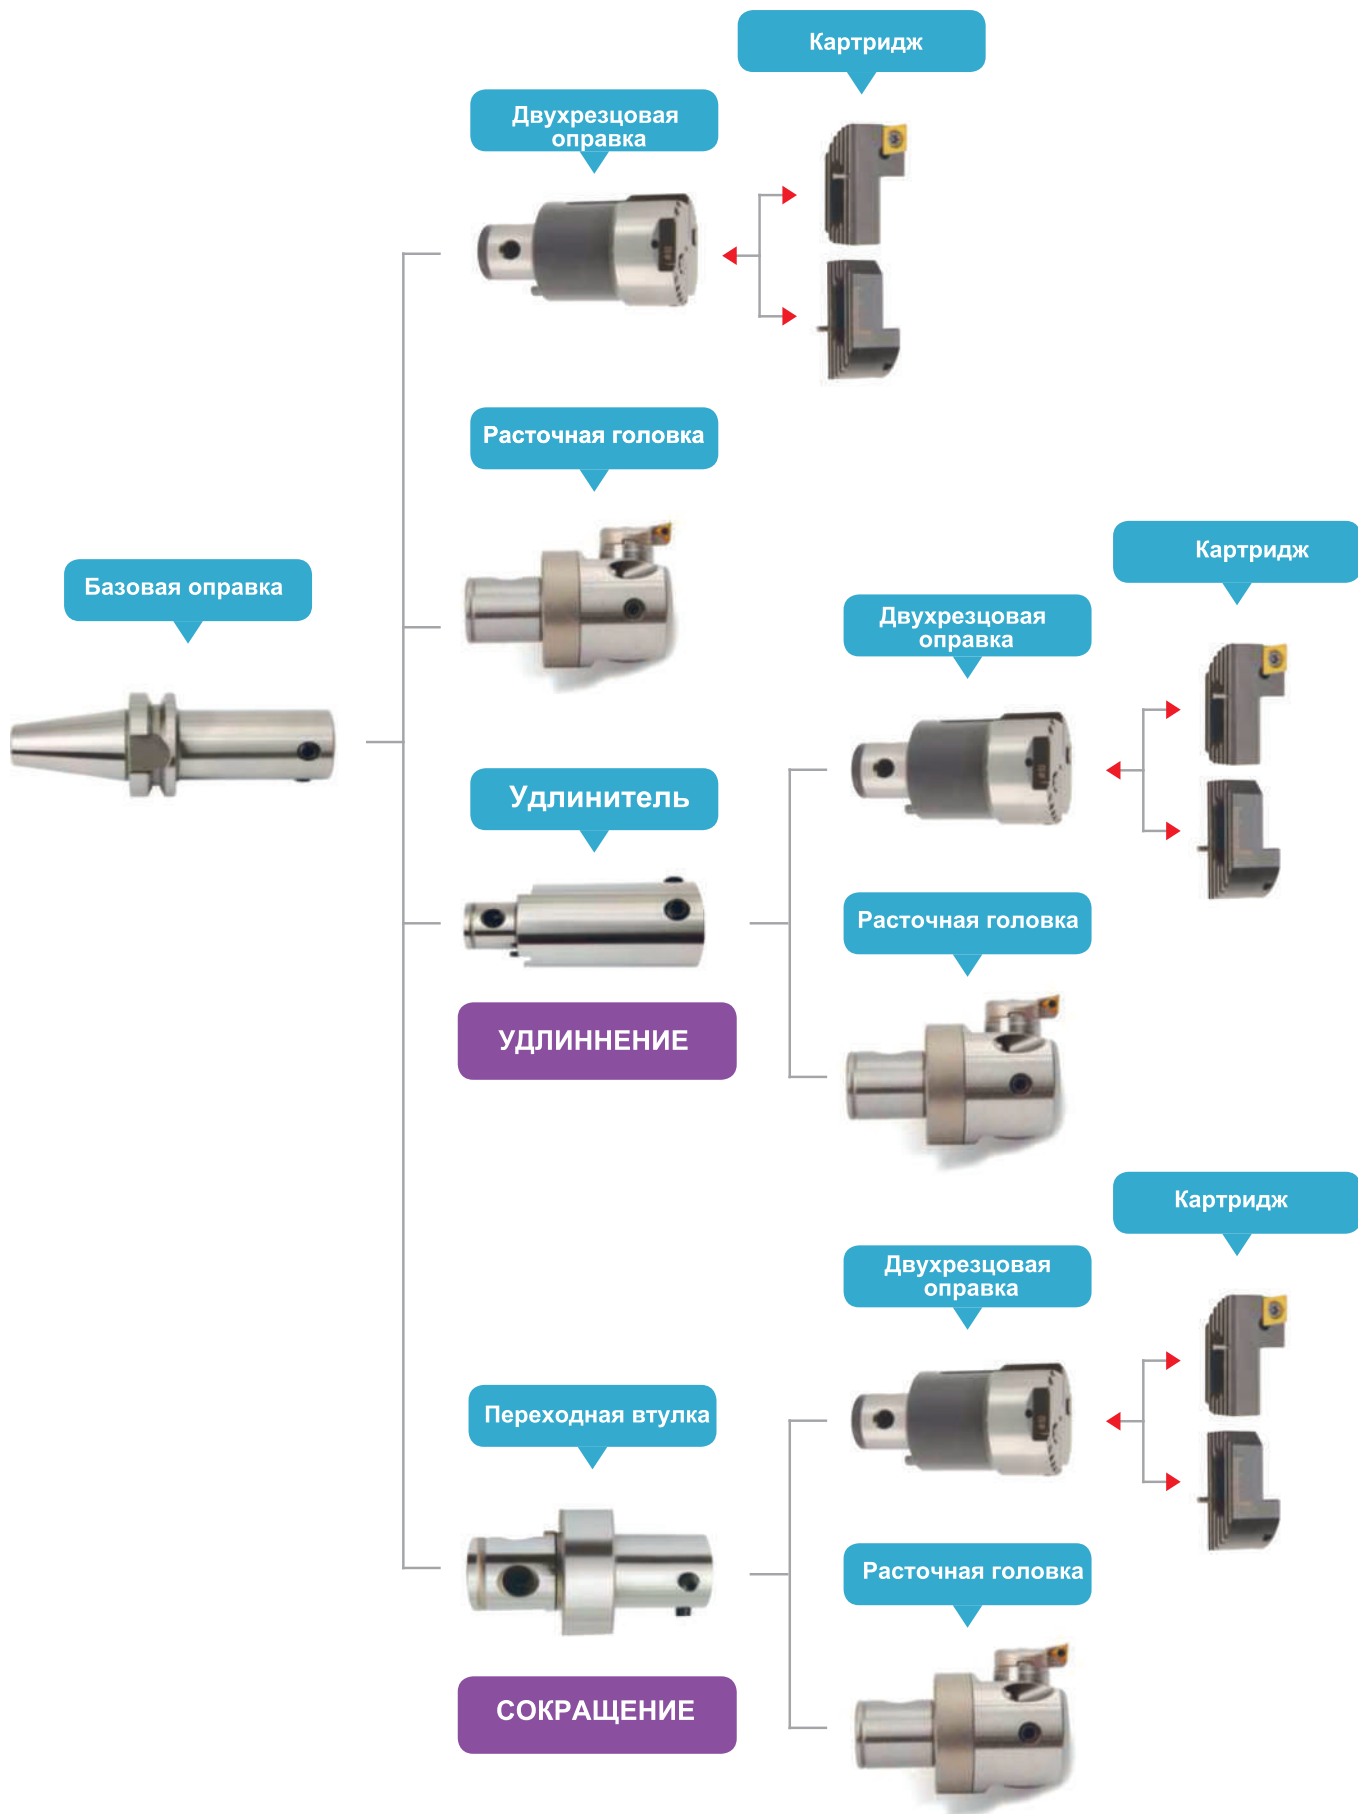 Картридж
Двухрезцовая
оправка
Расточная головка
Базовая оправка
Картридж
Двухрезцовая
оправка
Удлинитель
Расточная головка
УДЛИННЕНИЕ
Картридж
Двухрезцовая
оправка
Переходная втулка
Расточная головка
СОКРАЩЕНИЕ